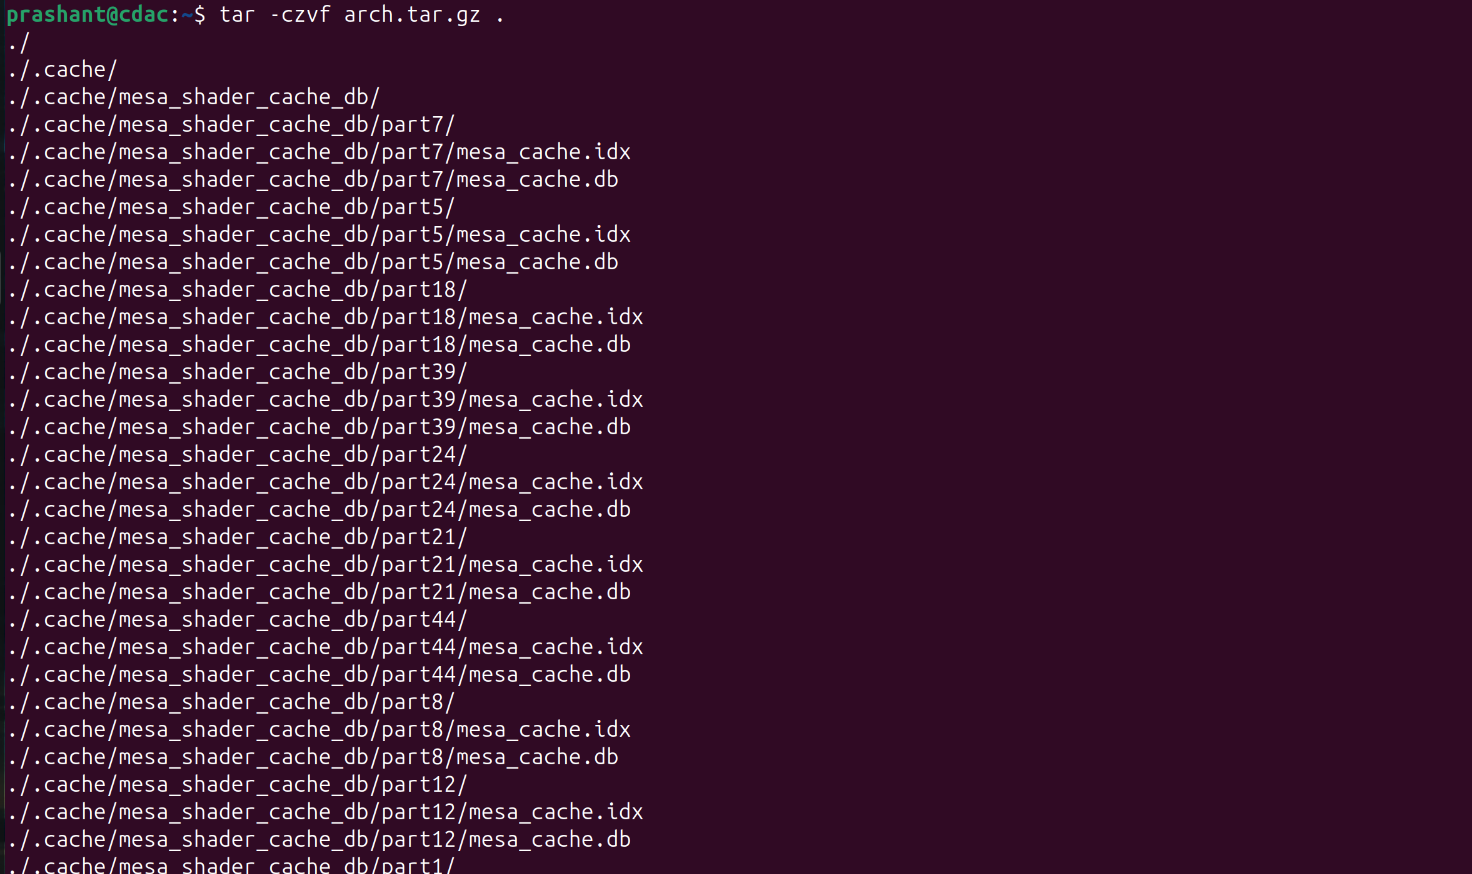 prashant@cdac:~$ tar -czvf arch.tar.gz .
./
./.cache/
./.cache/mesa_shader_cache_db/
./.cache/mesa_shader_cache_db/part7/
./.cache/mesa_shader_cache_db/part7/mesa_cache.idx
./.cache/mesa_shader_cache_db/part7/mesa_cache.db
./.cache/mesa_shader_cache_db/part5/
./.cache/mesa_shader_cache_db/part5/mesa_cache.idx
./.cache/mesa_shader_cache_db/part5/mesa_cache.db
./.cache/mesa_shader_cache_db/part18/
./.cache/mesa_shader_cache_db/part18/mesa_cache.idx
./.cache/mesa_shader_cache_db/part18/mesa_cache.db
./.cache/mesa_shader_cache_db/part39/
./.cache/mesa_shader_cache_db/part39/mesa_cache.idx
./.cache/mesa_shader_cache_db/part39/mesa_cache.db
./.cache/mesa_shader_cache_db/part24/
./.cache/mesa_shader_cache_db/part24/mesa_cache.idx
./.cache/mesa_shader_cache_db/part24/mesa_cache.db
./.cache/mesa_shader_cache_db/part21/
./.cache/mesa_shader_cache_db/part21/mesa_cache.idx
./.cache/mesa_shader_cache_db/part21/mesa_cache.db
./.cache/mesa_shader_cache_db/part44/
./.cache/mesa_shader_cache_db/part44/mesa_cache.idx
./.cache/mesa_shader_cache_db/part44/mesa_cache.db
./.cache/mesa_shader_cache_db/part8/
./.cache/mesa_shader_cache_db/part8/mesa_cache.idx
./.cache/mesa_shader_cache_db/part8/mesa_cache.db
./.cache/mesa_shader_cache_db/part12/
./.cache/mesa_shader_cache_db/part12/mesa_cache.idx
./.cache/mesa_shader_cache_db/part12/mesa_cache.db
./.cache/mesa_shader_cache_db/part1/